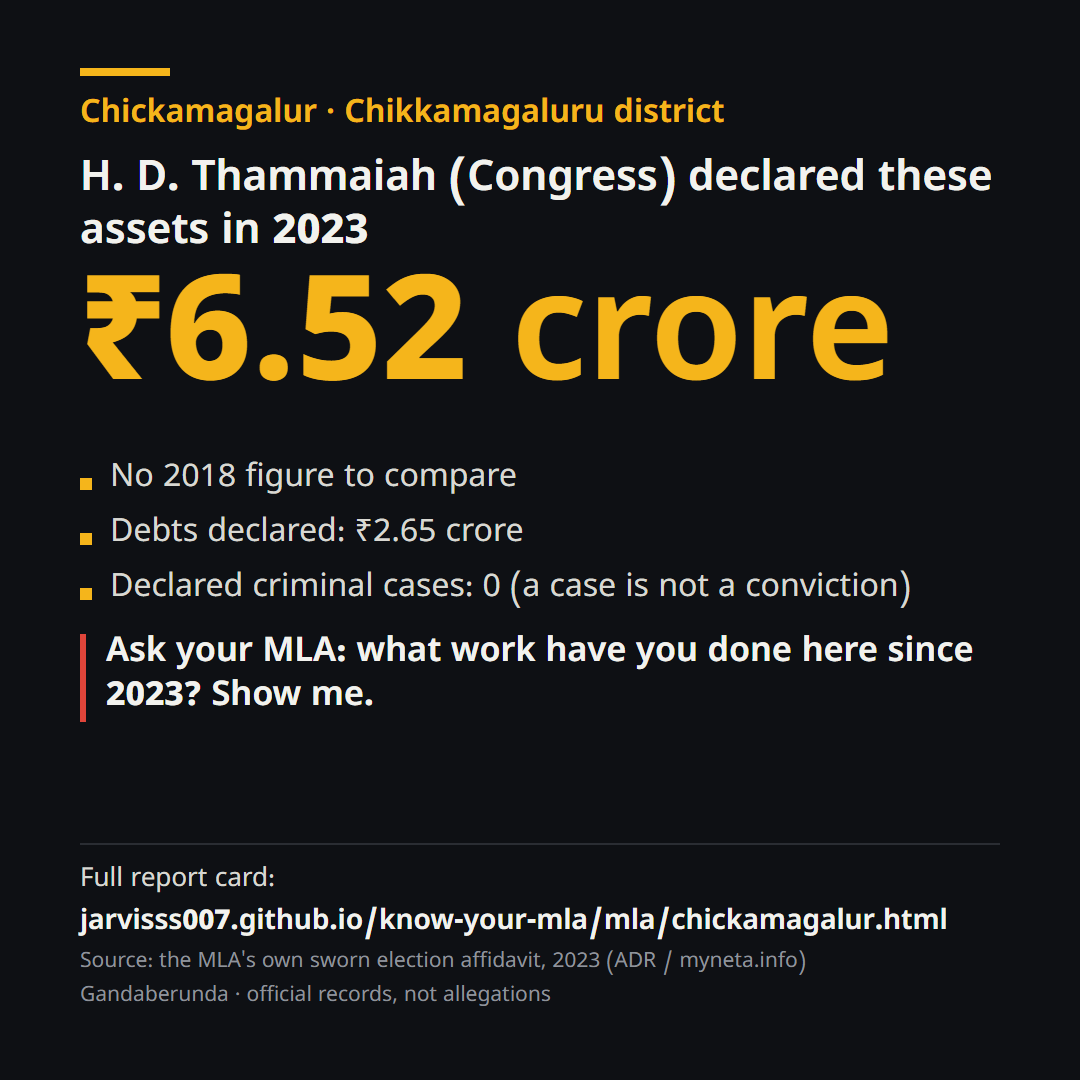 Chickamagalur · Chikkamagaluru district
H. D. Thammaiah (Congress) declared these
assets in 2023
₹6.52 crore
No 2018 figure to compare
Debts declared: ₹2.65 crore
Declared criminal cases: 0 (a case is not a conviction)
Ask your MLA: what work have you done here since
2023? Show me.
Full report card:
jarvisss007.github.io/know-your-mla/mla/chickamagalur.html
Source: the MLA's own sworn election affidavit, 2023 (ADR / myneta.info)
Gandaberunda · official records, not allegations